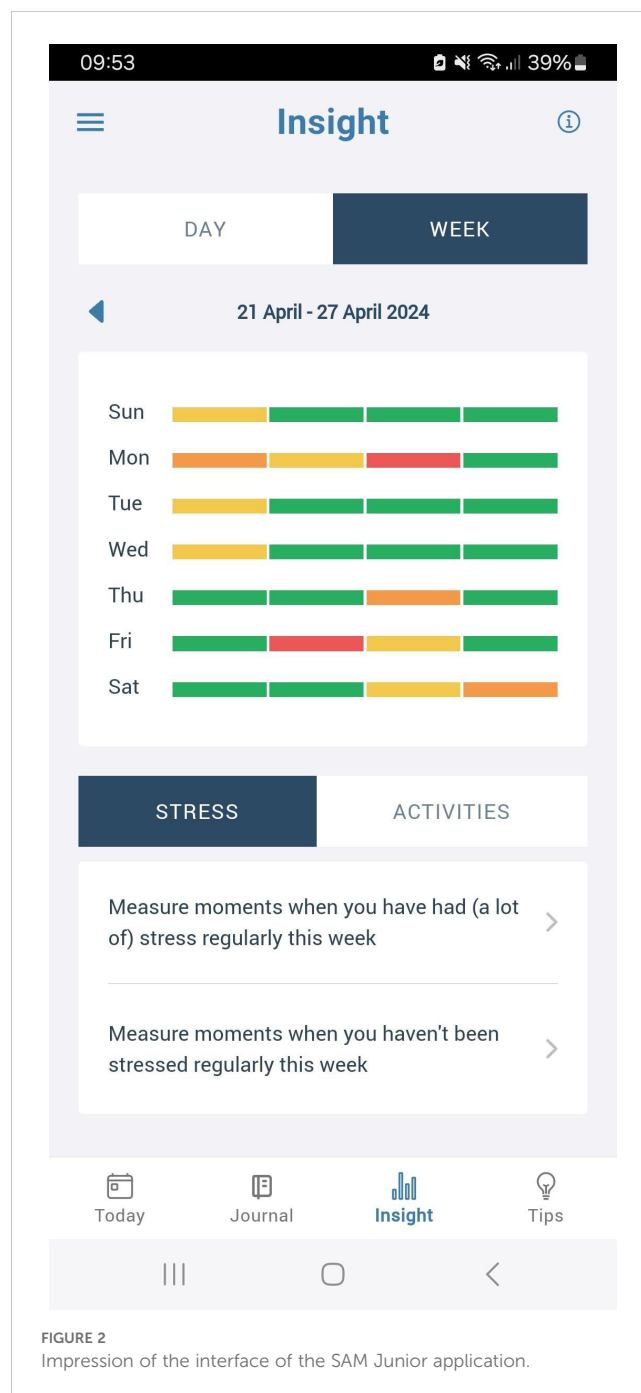 09:53
39%
Insight
DAY
WEEK
21 April - 27 April 2024
Sun
Mon
Tue
Wed
Thu
Fri
Sat
STRESS
ACTIVITIES
Measure moments when you have had (a lot
of) stress regularly this week
Measure moments when you haven't been
stressed regularly this week
Today
Journal
Insight
Tips
FIGURE 2
Impression of the interface of the SAM Junior application.